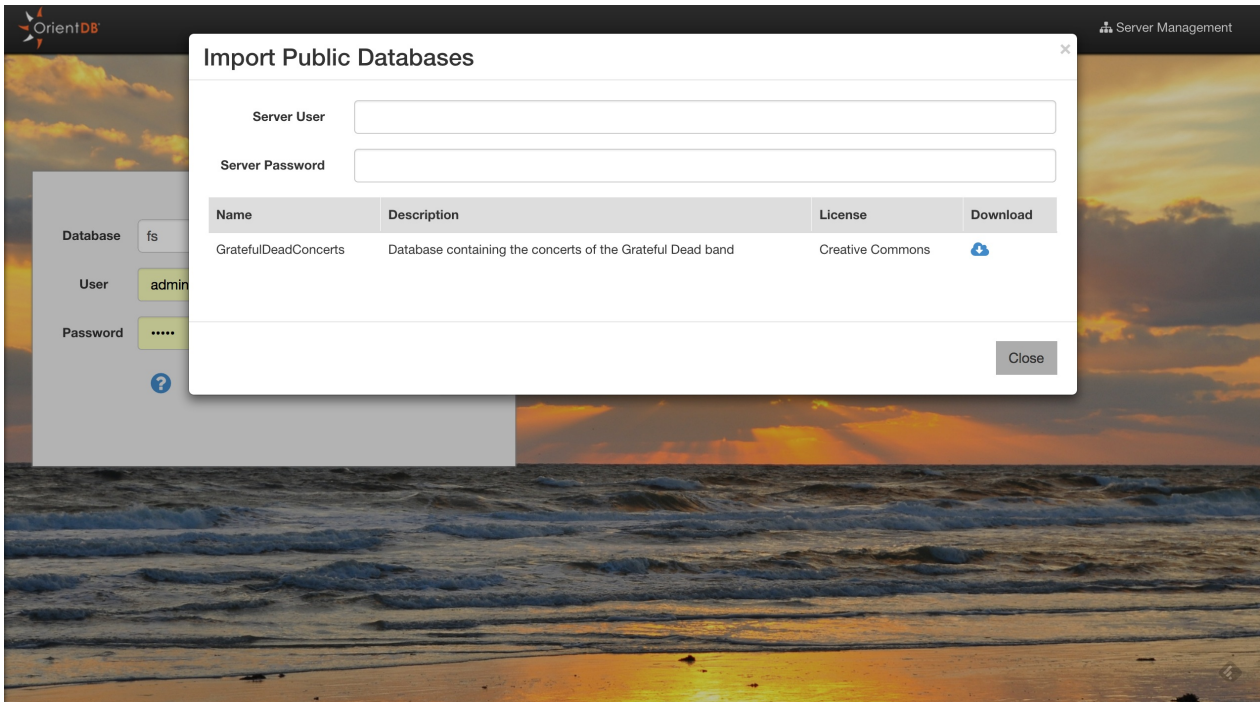 OrientDB
Server Management
Import Public Databases
×
Server User
Server Password
Name Description License Download
GratefulDeadConcerts Database containing the concerts of the Grateful Dead band Creative Commons
Close
Database fs
User admin
Password •••••
?